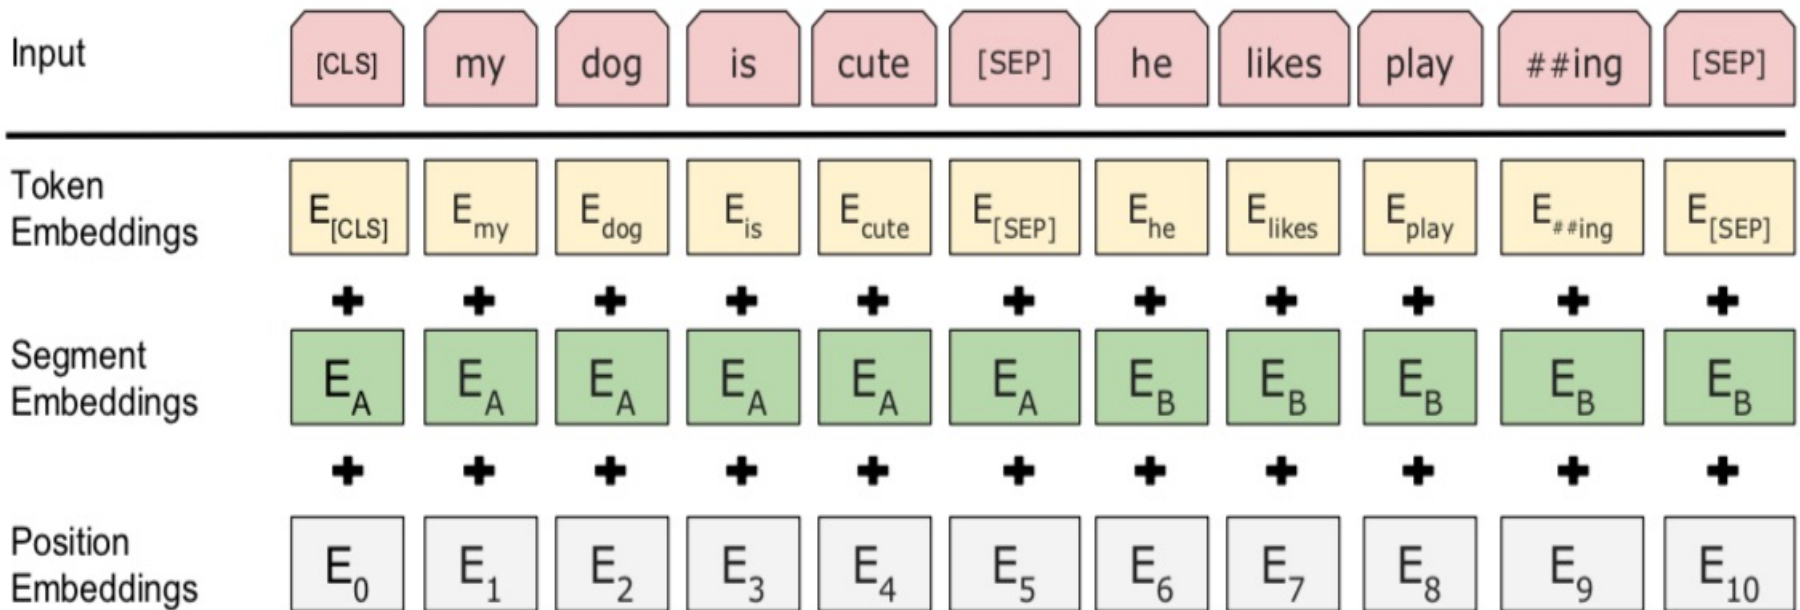 Input [CLS] my dog is cute [SEP] he likes play ##ing [SEP]
Token
Embeddings E[CLS] Emy Edog Eis Ecute E[SEP] Ehe Elikes Eplay E##ing E[SEP]
+ + + + + + + + + + +
Segment
Embeddings EA EA EA EA EA EA EB EB EB EB EB
+ + + + + + + + + + +
Position
Embeddings E0 E1 E2 E3 E4 E5 E6 E7 E8 E9 E10